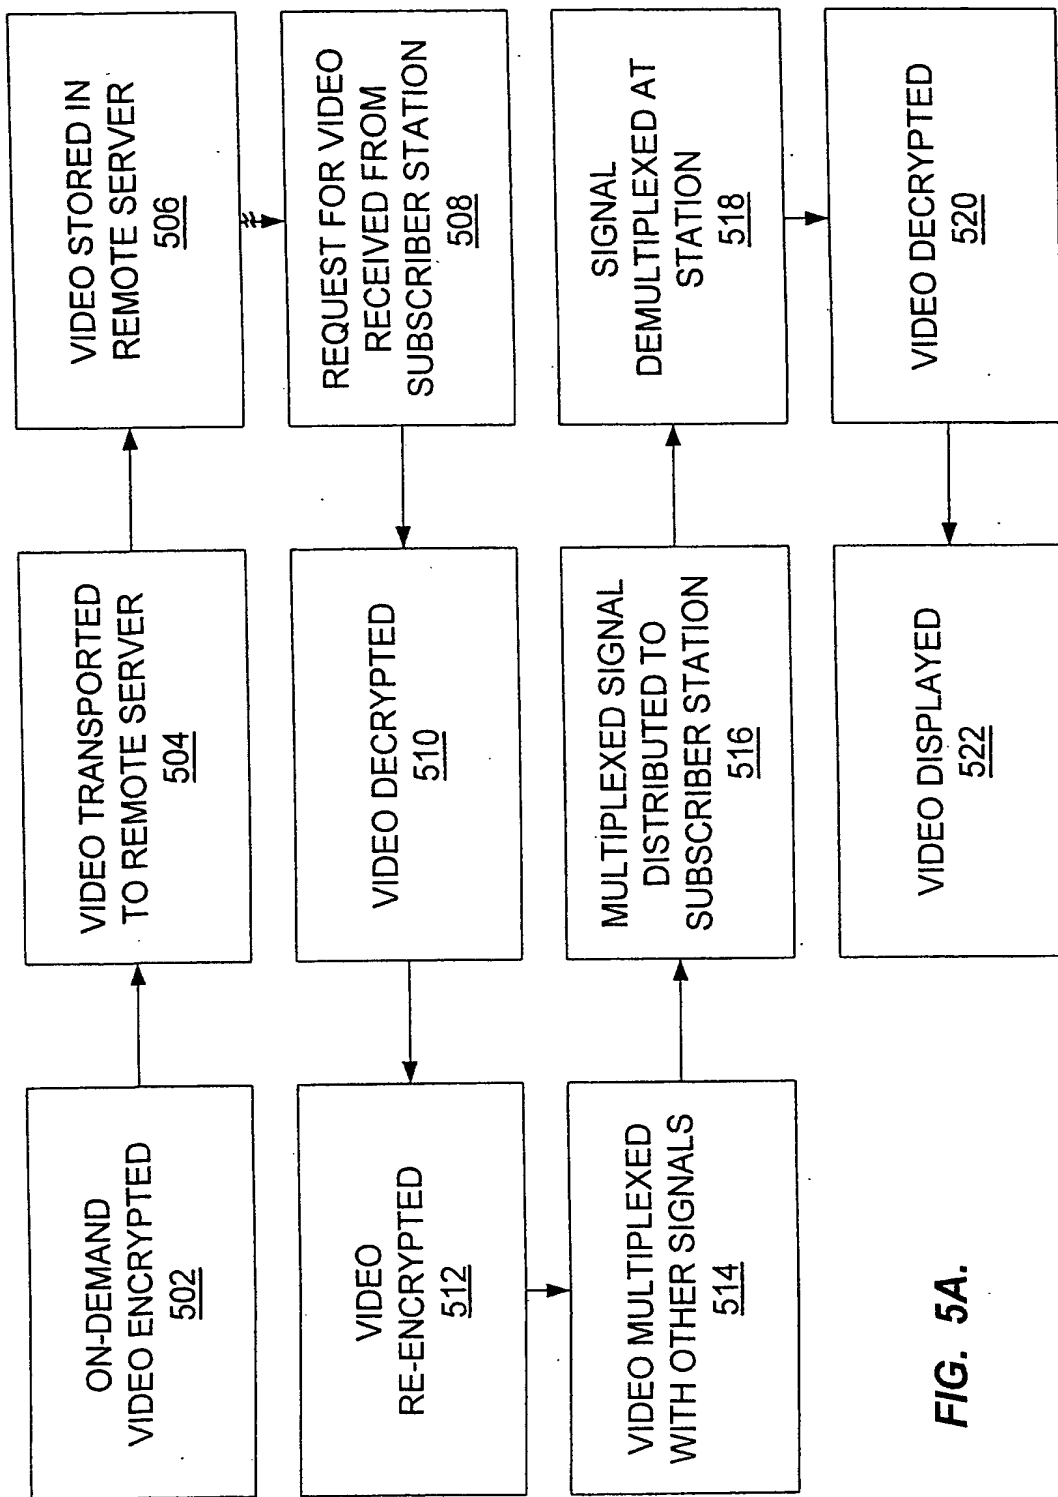 ON-DEMAND
VIDEO ENCRYPTED
502
VIDEO TRANSPORTED
TO REMOTE SERVER
504
VIDEO STORED IN
REMOTE SERVER
506
REQUEST FOR VIDEO
RECEIVED FROM
SUBSCRIBER STATION
508
VIDEO DECRYPTED
510
VIDEO
RE-ENCRYPTED
512
VIDEO MULTIPLEXED
WITH OTHER SIGNALS
514
MULTIPLEXED SIGNAL
DISTRIBUTED TO
SUBSCRIBER STATION
516
SIGNAL
DEMULTIPLEXED AT
STATION
518
VIDEO DECRYPTED
520
VIDEO DISPLAYED
522
FIG. 5A.